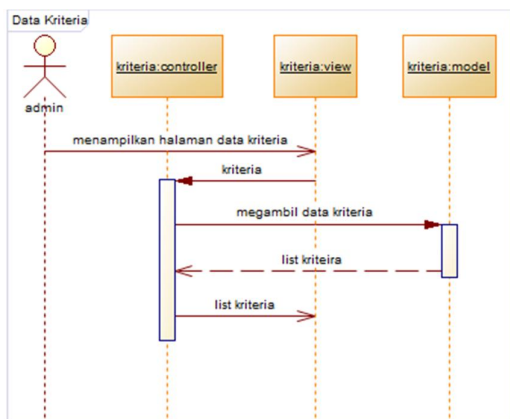 Data Kriteria
kriteria:controller
kriteria:view
kriteria:model
admin
menampilkan halaman data kriteria
kriteria
megambil data kriteria
list kriteira
list kriteria